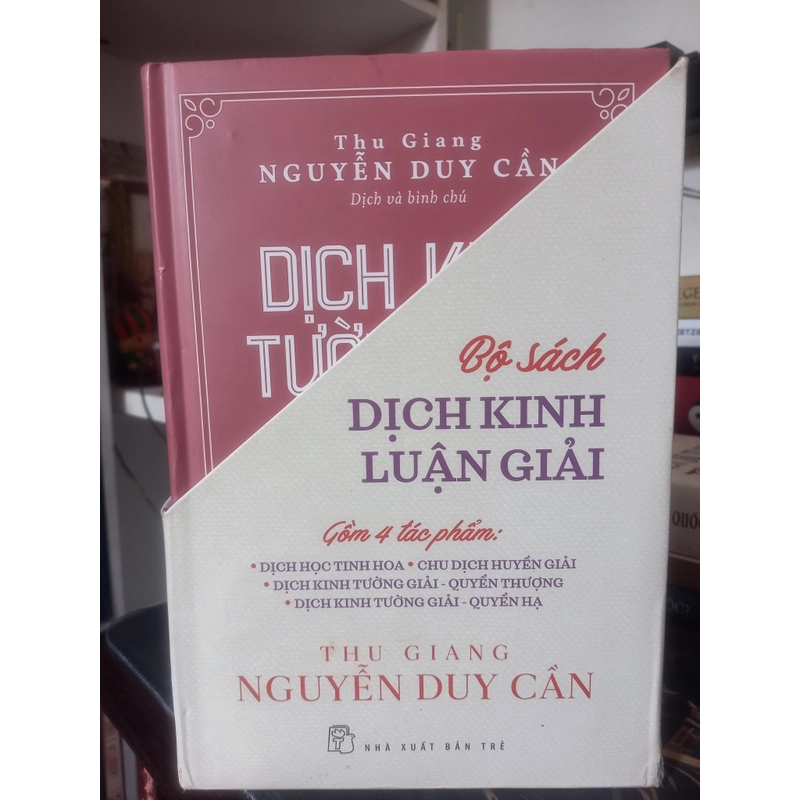 Thu Giang
NGUYỄN DUY CẦN
Dịch và bình chú
DỊCH
TƯỜ
Bộ sách
DỊCH KINH
LUẬN GIẢI
Gồm 4 tác phẩm:
• DỊCH HỌC TINH HOA • CHU DỊCH HUYỀN GIẢI
• DỊCH KINH TƯỜNG GIẢI - QUYỂN THƯỢNG
• DỊCH KINH TƯỜNG GIẢI - QUYỂN HẠ
THU GIANG
NGUYỄN DUY CẦN
NHÀ XUẤT BẢN TRẺ